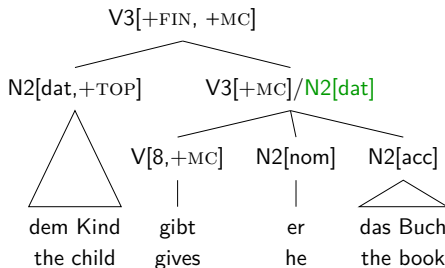 V3[+FIN, +MC]
N2[dat,+TOP] V3[+MC]/N2[dat]
V[8,+MC] N2[nom] N2[acc]
dem Kind gibt er das Buch
the child gives he the book